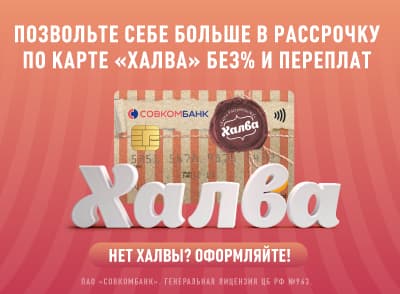 ПОЗВОЛЬТЕ СЕБЕ БОЛЬШЕ В РАССРОЧКУ
ПО КАРТЕ «ХАЛВА» БЕЗ% И ПЕРЕПЛАТ
СОВКОМБАНК
Халва
Халва
НЕТ ХАЛВЫ? ОФОРМЛЯЙТЕ!
ПАО «СОВКОМБАНК». ГЕНЕРАЛЬНАЯ ЛИЦЕНЗИЯ ЦБ РФ №963.